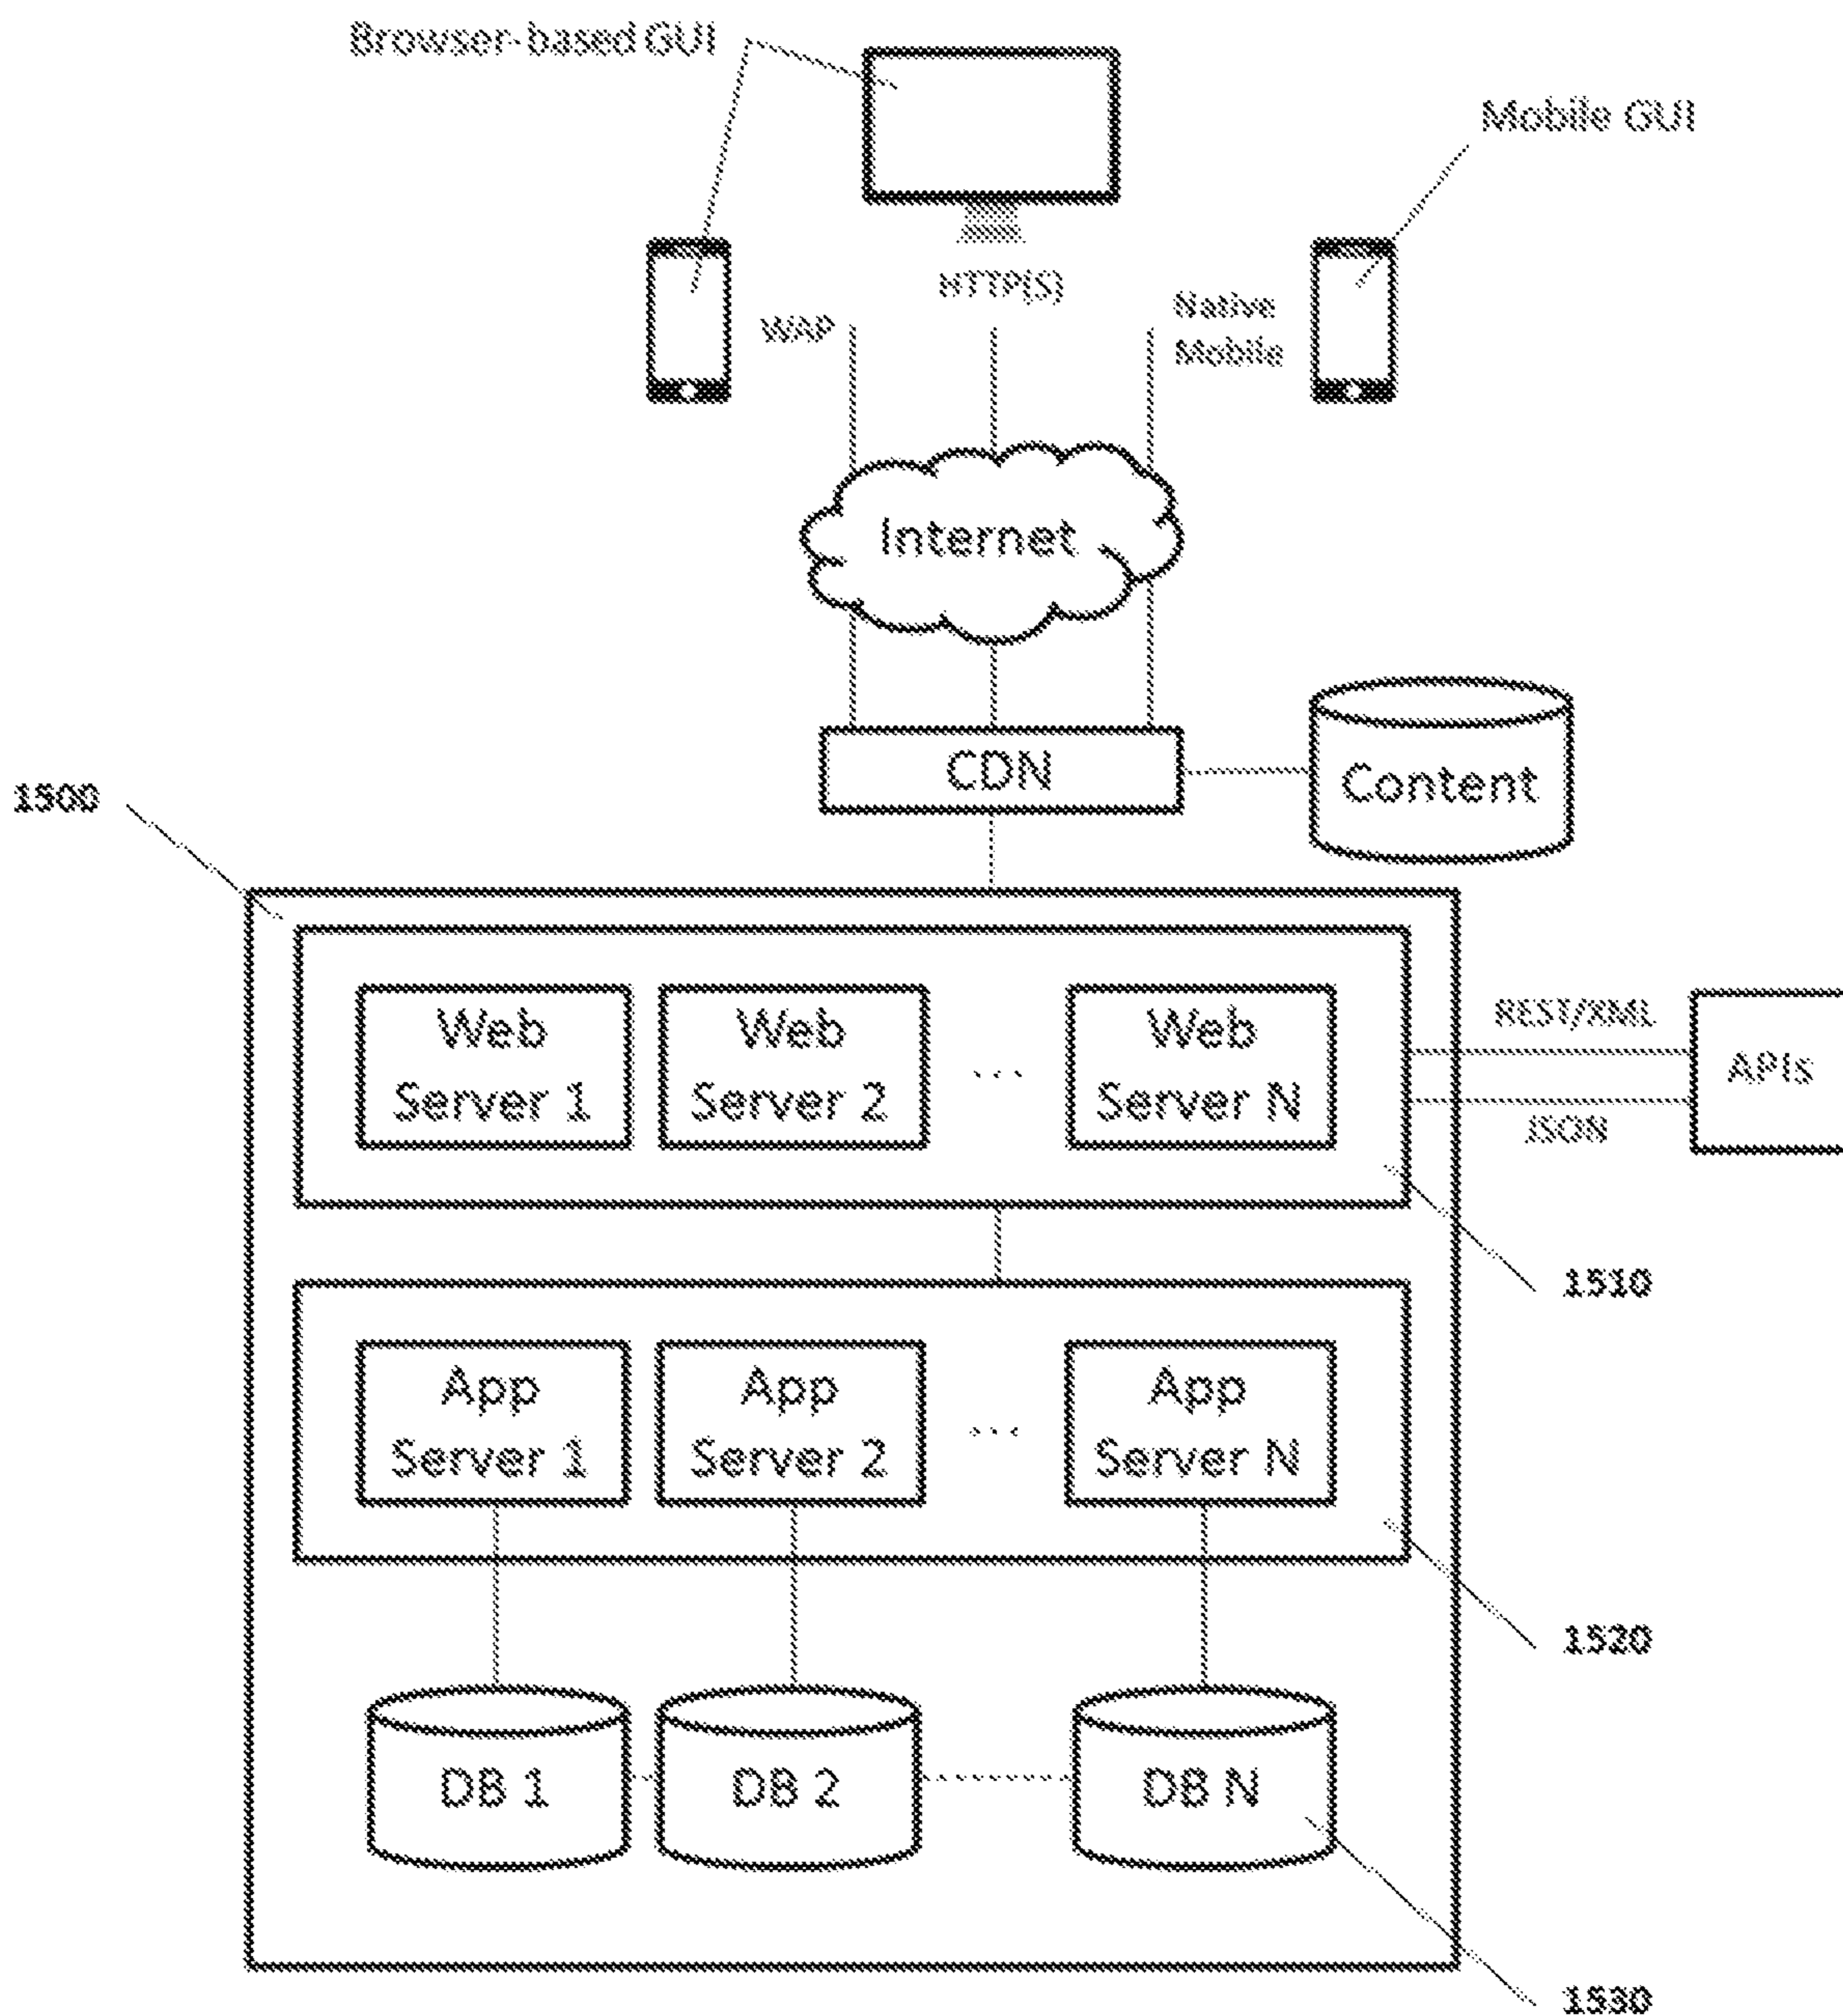 Browser-based GUI
Mobile GUI
HTTP(S)
WAP
Native
Mobile
Internet
CDN
Content
1500
Web
Server 1
Web
Server 2
...
Web
Server N
REST/XML
JSON
APIs
1510
App
Server 1
App
Server 2
...
App
Server N
1520
DB 1
DB 2
DB N
1530